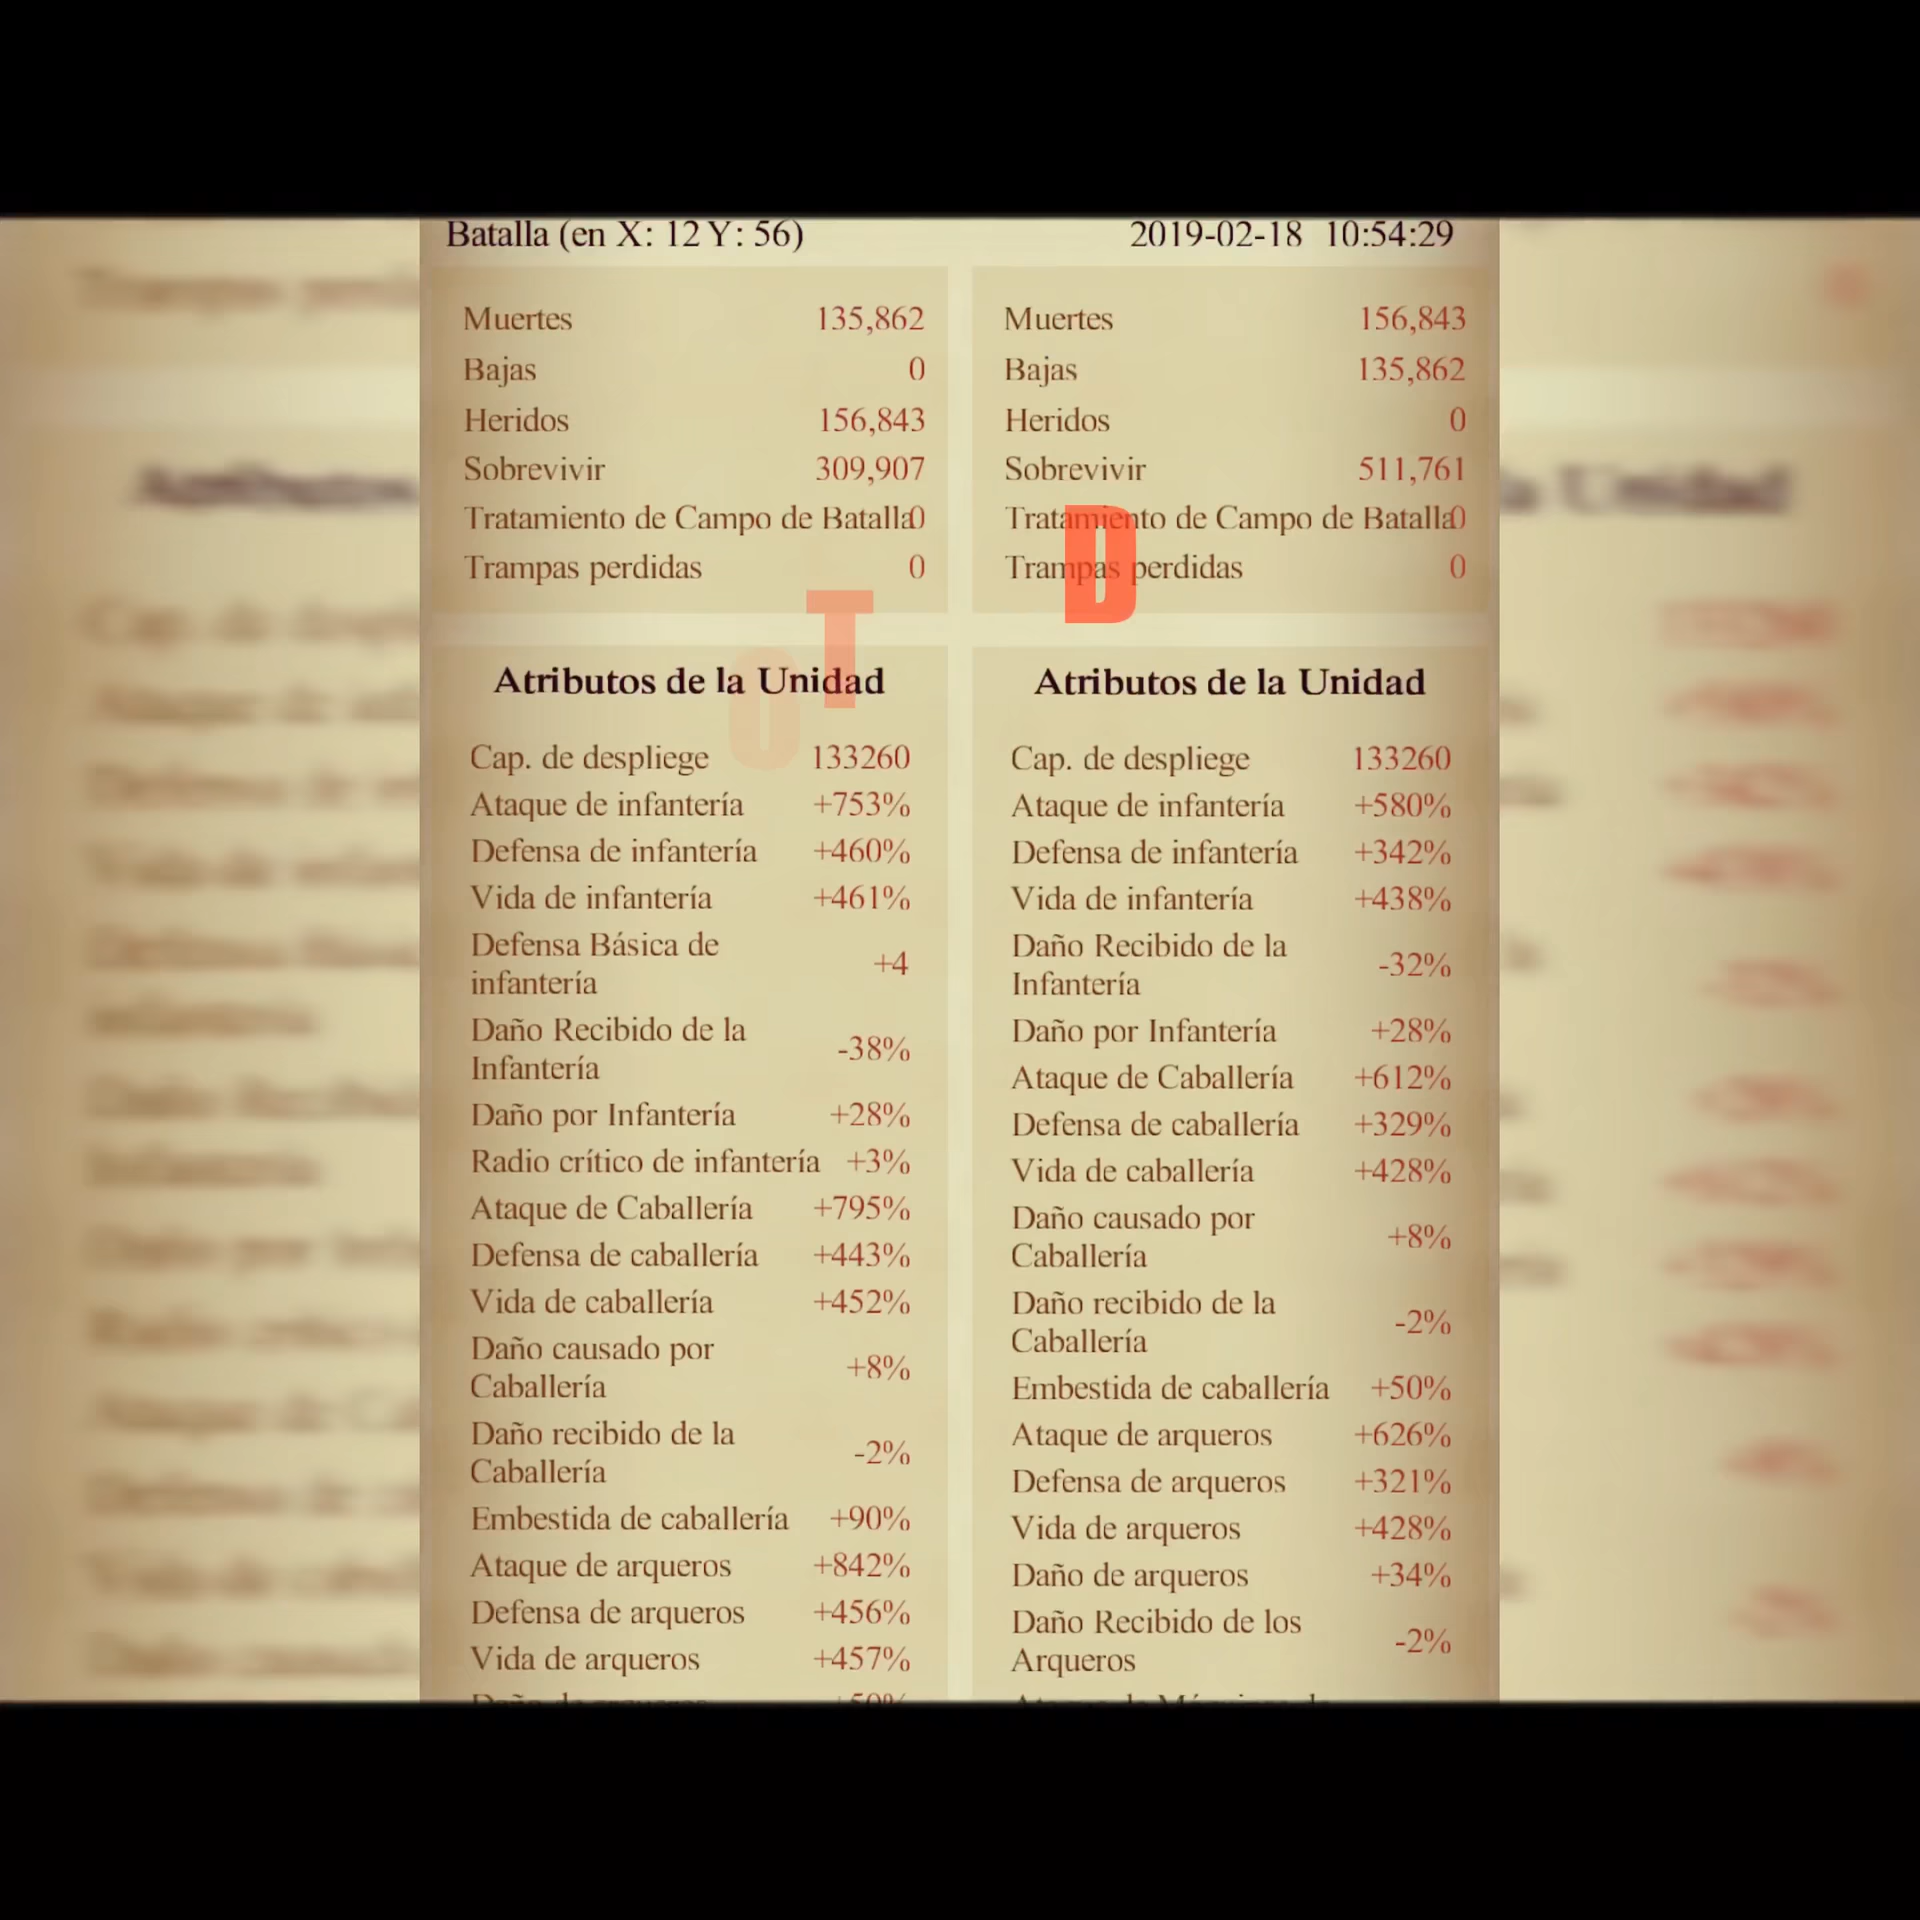 Batalla (en X: 12 Y: 56) 2019-02-18 10:54:29
Muertes 135,862
Bajas 0
Heridos 156,843
Sobrevivir 309,907
Tratamiento de Campo de Batalla 0
Trampas perdidas 0
Atributos de la Unidad
Cap. de despliege 133260
Ataque de infantería +753%
Defensa de infantería +460%
Vida de infantería +461%
Defensa Básica de
infantería +4
Daño Recibido de la
Infantería -38%
Daño por Infantería +28%
Radio crítico de infantería +3%
Ataque de Caballería +795%
Defensa de caballería +443%
Vida de caballería +452%
Daño causado por
Caballería +8%
Daño recibido de la
Caballería -2%
Embestida de caballería +90%
Ataque de arqueros +842%
Defensa de arqueros +456%
Vida de arqueros +457%
Muertes 156,843
Bajas 135,862
Heridos 0
Sobrevivir 511,761
Tratamiento de Campo de Batalla 0
Trampas perdidas 0
Atributos de la Unidad
Cap. de despliege 133260
Ataque de infantería +580%
Defensa de infantería +342%
Vida de infantería +438%
Daño Recibido de la
Infantería -32%
Daño por Infantería +28%
Ataque de Caballería +612%
Defensa de caballería +329%
Vida de caballería +428%
Daño causado por
Caballería +8%
Daño recibido de la
Caballería -2%
Embestida de caballería +50%
Ataque de arqueros +626%
Defensa de arqueros +321%
Vida de arqueros +428%
Daño de arqueros +34%
Daño Recibido de los
Arqueros -2%
O T D